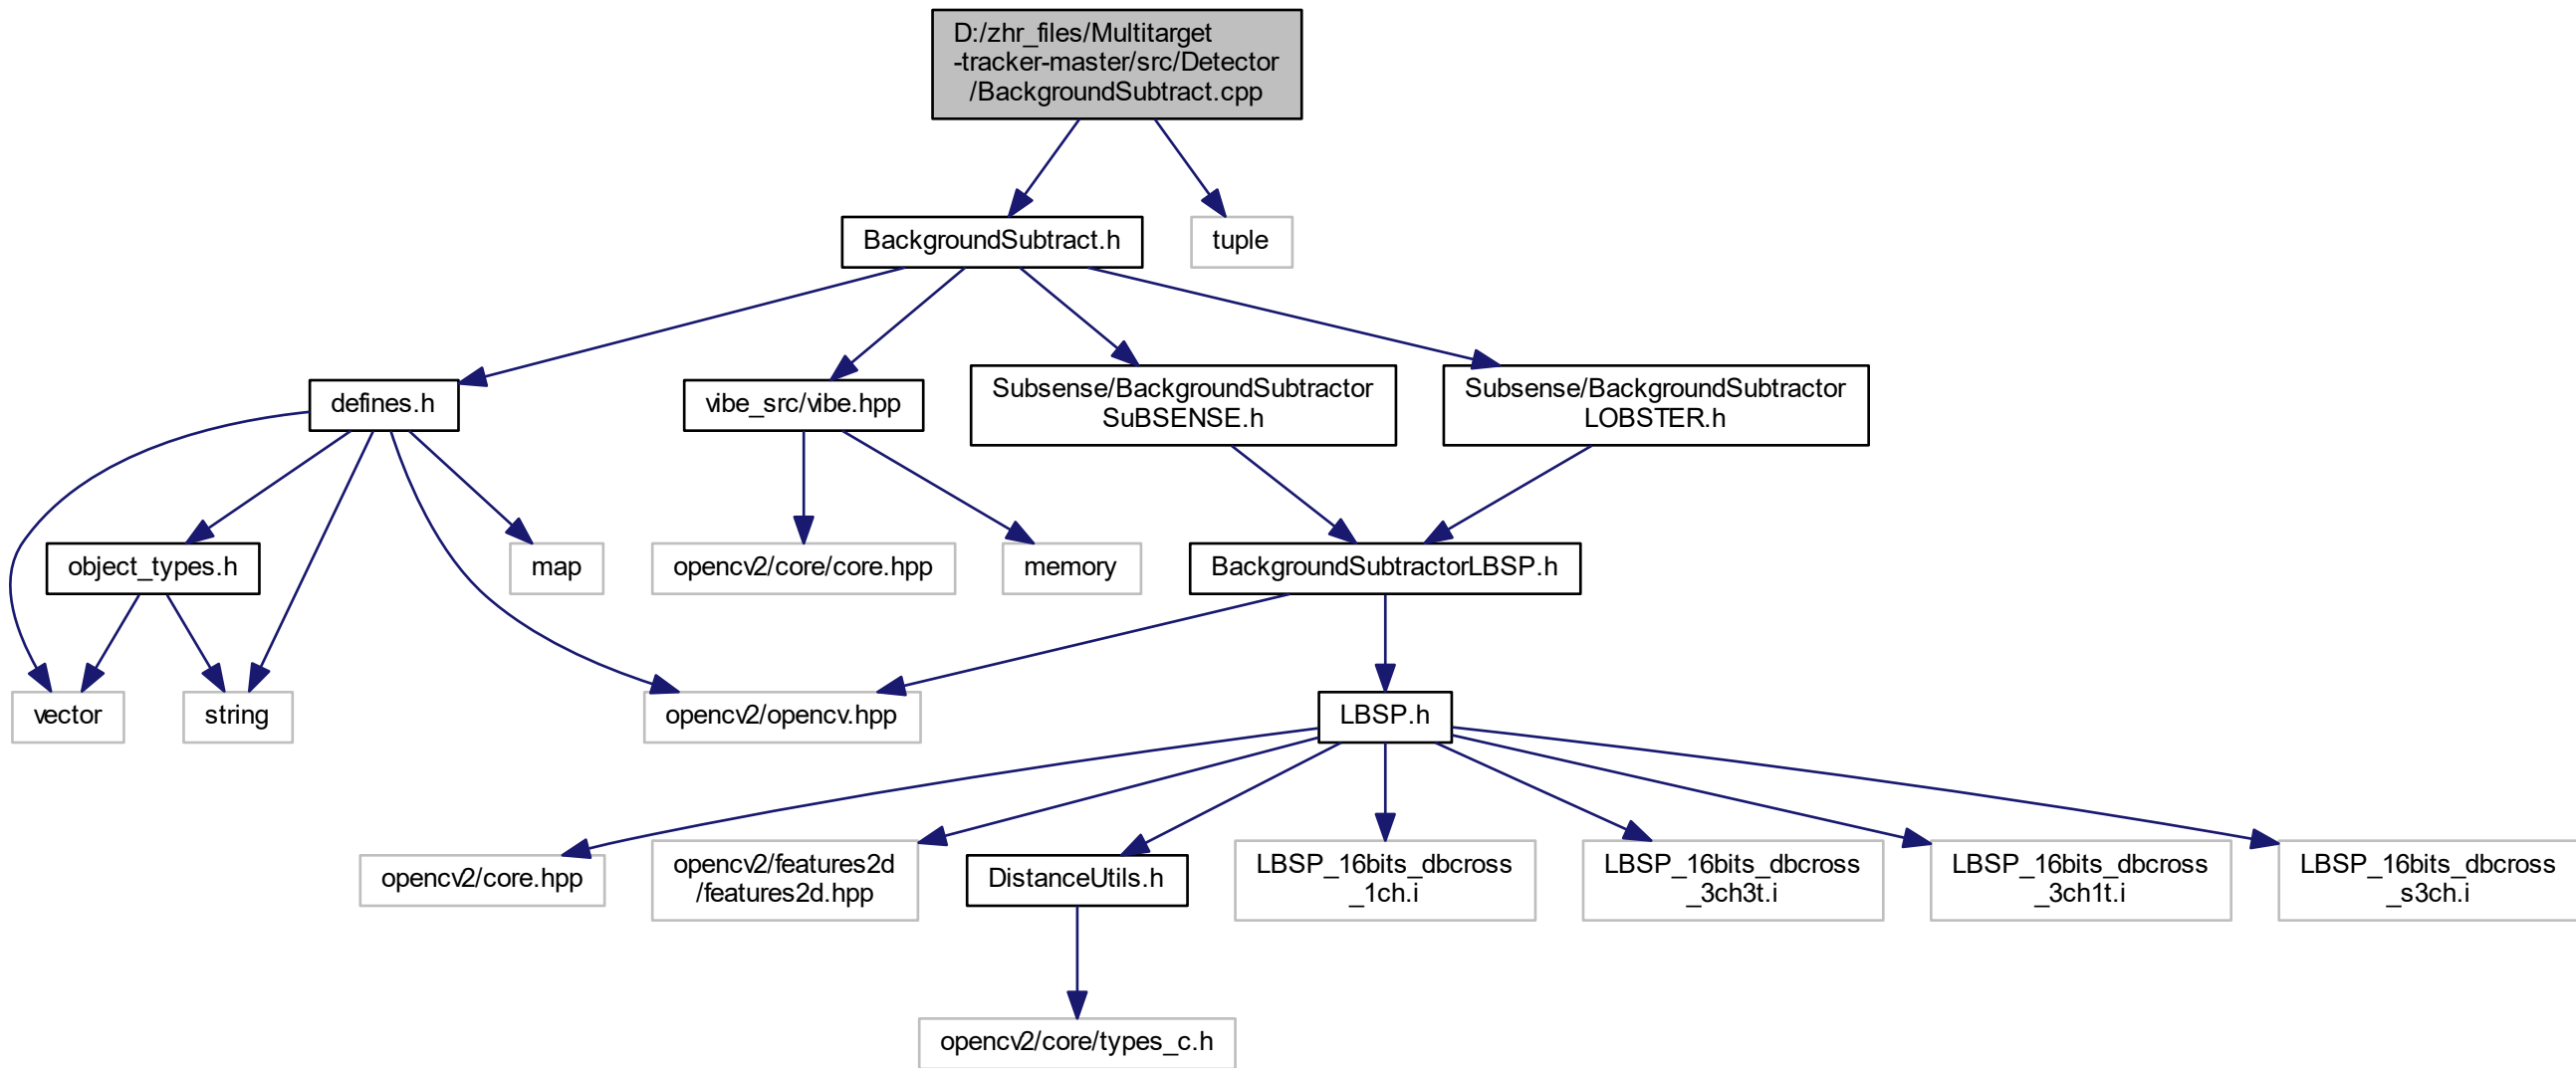 D:/zhr_files/Multitarget
-tracker-master/src/Detector
/BackgroundSubtract.cpp
BackgroundSubtract.h
tuple
defines.h
vibe_src/vibe.hpp
Subsense/BackgroundSubtractor
SuBSENSE.h
Subsense/BackgroundSubtractor
LOBSTER.h
object_types.h
map
opencv2/core/core.hpp
memory
BackgroundSubtractorLBSP.h
vector
string
opencv2/opencv.hpp
LBSP.h
opencv2/core.hpp
opencv2/features2d
/features2d.hpp
DistanceUtils.h
LBSP_16bits_dbcross
_1ch.i
LBSP_16bits_dbcross
_3ch3t.i
LBSP_16bits_dbcross
_3ch1t.i
LBSP_16bits_dbcross
_s3ch.i
opencv2/core/types_c.h